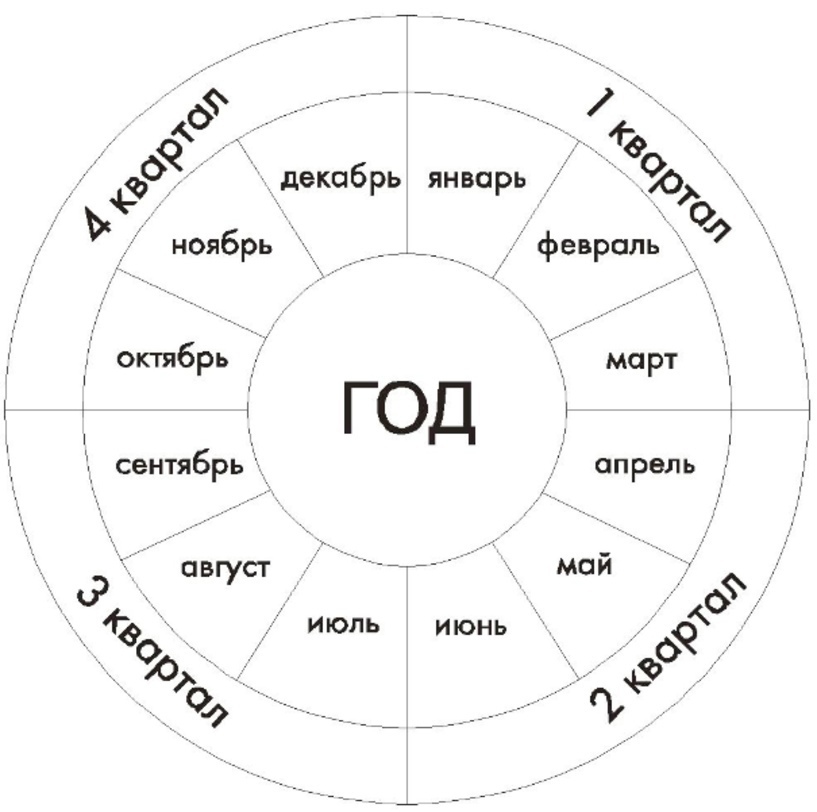 ГОД
1 квартал
январь
февраль
март
2 квартал
апрель
май
июнь
3 квартал
июль
август
сентябрь
4 квартал
октябрь
ноябрь
декабрь